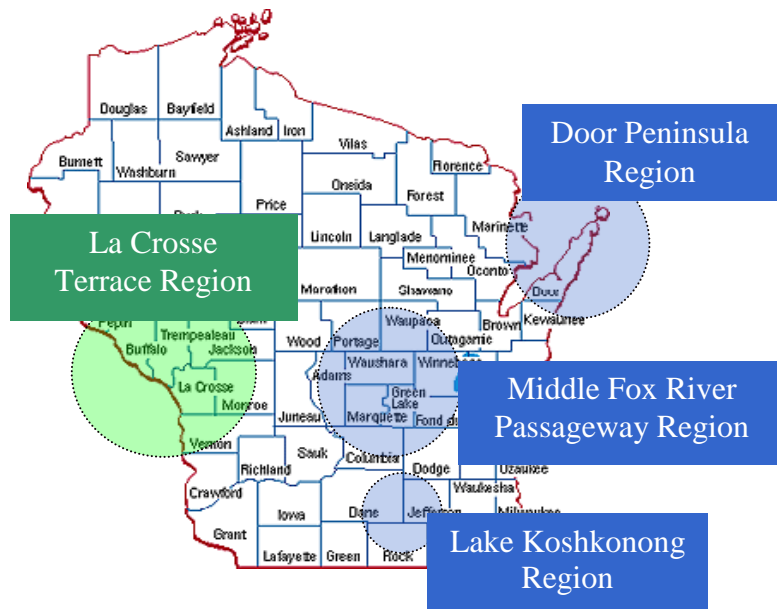 Douglas
Bayfield
Ashland
Iron
Vilas
Door Peninsula
Region
Burnett
Washburn
Sawyer
Florence
Oneida
Forest
Price
Marinette
La Crosse
Terrace Region
Lincoln
Langlade
Menominee
Oconto
Marathon
Shawano
Door
Pepin
Trempealeau
Buffalo
Jackson
Wood
Portage
Waupaca
Outagamie
Brown
Kewaunee
La Crosse
Monroe
Adams
Waushara
Winneba
Green
Lake
Juneau
Marquette
Fond du
Middle Fox River
Passageway Region
Vernon
Richland
Sauk
Columbia
Dodge
Ozaukee
Waukesha
Crawford
Iowa
Dane
Jefferson
Milwaukee
Grant
Lafayette
Green
Rock
Lake Koshkonong
Region